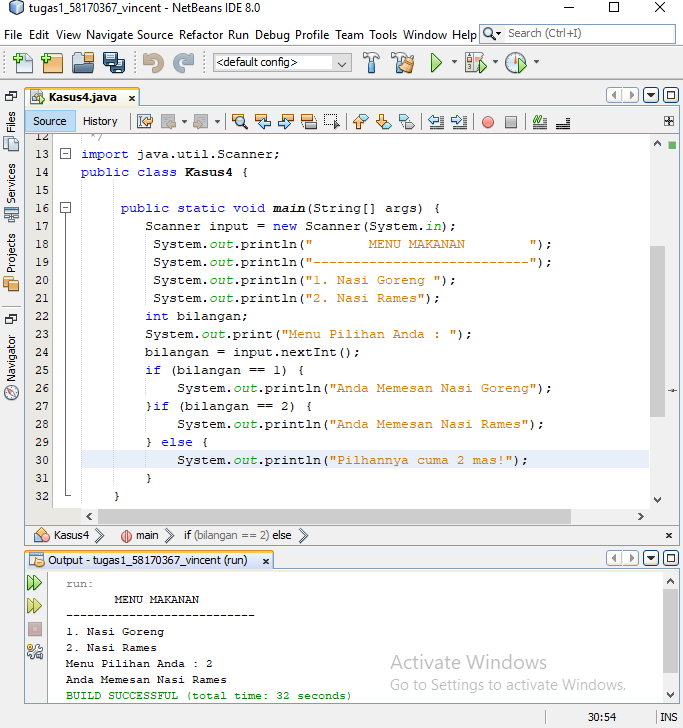 tugas1_58170367_vincent - NetBeans IDE 8.0
File Edit View Navigate Source Refactor Run Debug Profile Team Tools Window Help Search (Ctrl+I)
<default config>
Files
Services
Projects
Navigator
Kasus4.java x
Source History
12 */
13 import java.util.Scanner;
14 public class Kasus4 {
15
16 public static void main(String[] args) {
17 Scanner input = new Scanner(System.in);
18 System.out.println("        MENU MAKANAN        ");
19 System.out.println("---------------------------");
20 System.out.println("1. Nasi Goreng ");
21 System.out.println("2. Nasi Rames");
22 int bilangan;
23 System.out.print("Menu Pilihan Anda : ");
24 bilangan = input.nextInt();
25 if (bilangan == 1) {
26 System.out.println("Anda Memesan Nasi Goreng");
27 }if (bilangan == 2) {
28 System.out.println("Anda Memesan Nasi Rames");
29 } else {
30 System.out.println("Pilhannya cuma 2 mas!");
31 }
32 }
Kasus4 main if (bilangan == 2) else
Output - tugas1_58170367_vincent (run) x
run:
MENU MAKANAN
---------------------------
1. Nasi Goreng
2. Nasi Rames
Menu Pilihan Anda : 2
Anda Memesan Nasi Rames
BUILD SUCCESSFUL (total time: 32 seconds)
Activate Windows
Go to Settings to activate Windows.
30:54 INS